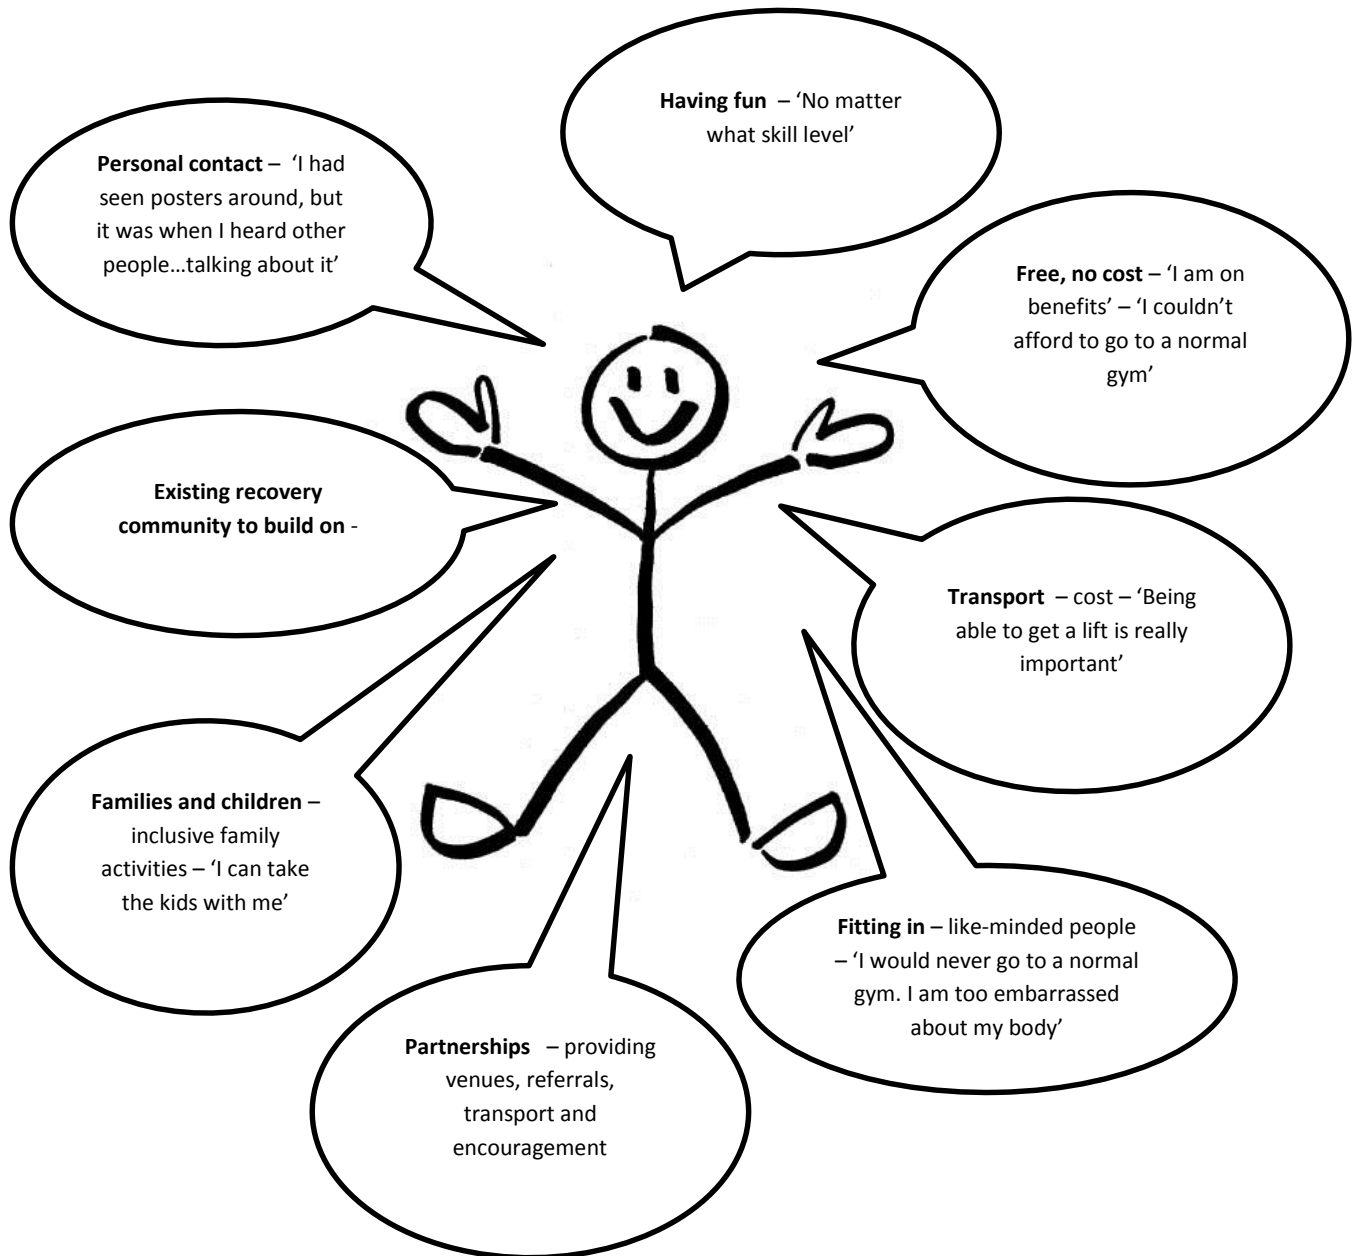 Having fun – ‘No matter
what skill level’
Personal contact – ‘I had
seen posters around, but
it was when I heard other
people...talking about it’
Free, no cost – ‘I am on
benefits’ – ‘I couldn’t
afford to go to a normal
gym’
Existing recovery
community to build on -
Transport – cost – ‘Being
able to get a lift is really
important’
Families and children –
inclusive family
activities – ‘I can take
the kids with me’
Fitting in – like-minded people
– ‘I would never go to a normal
gym. I am too embarrassed
about my body’
Partnerships – providing
venues, referrals,
transport and
encouragement